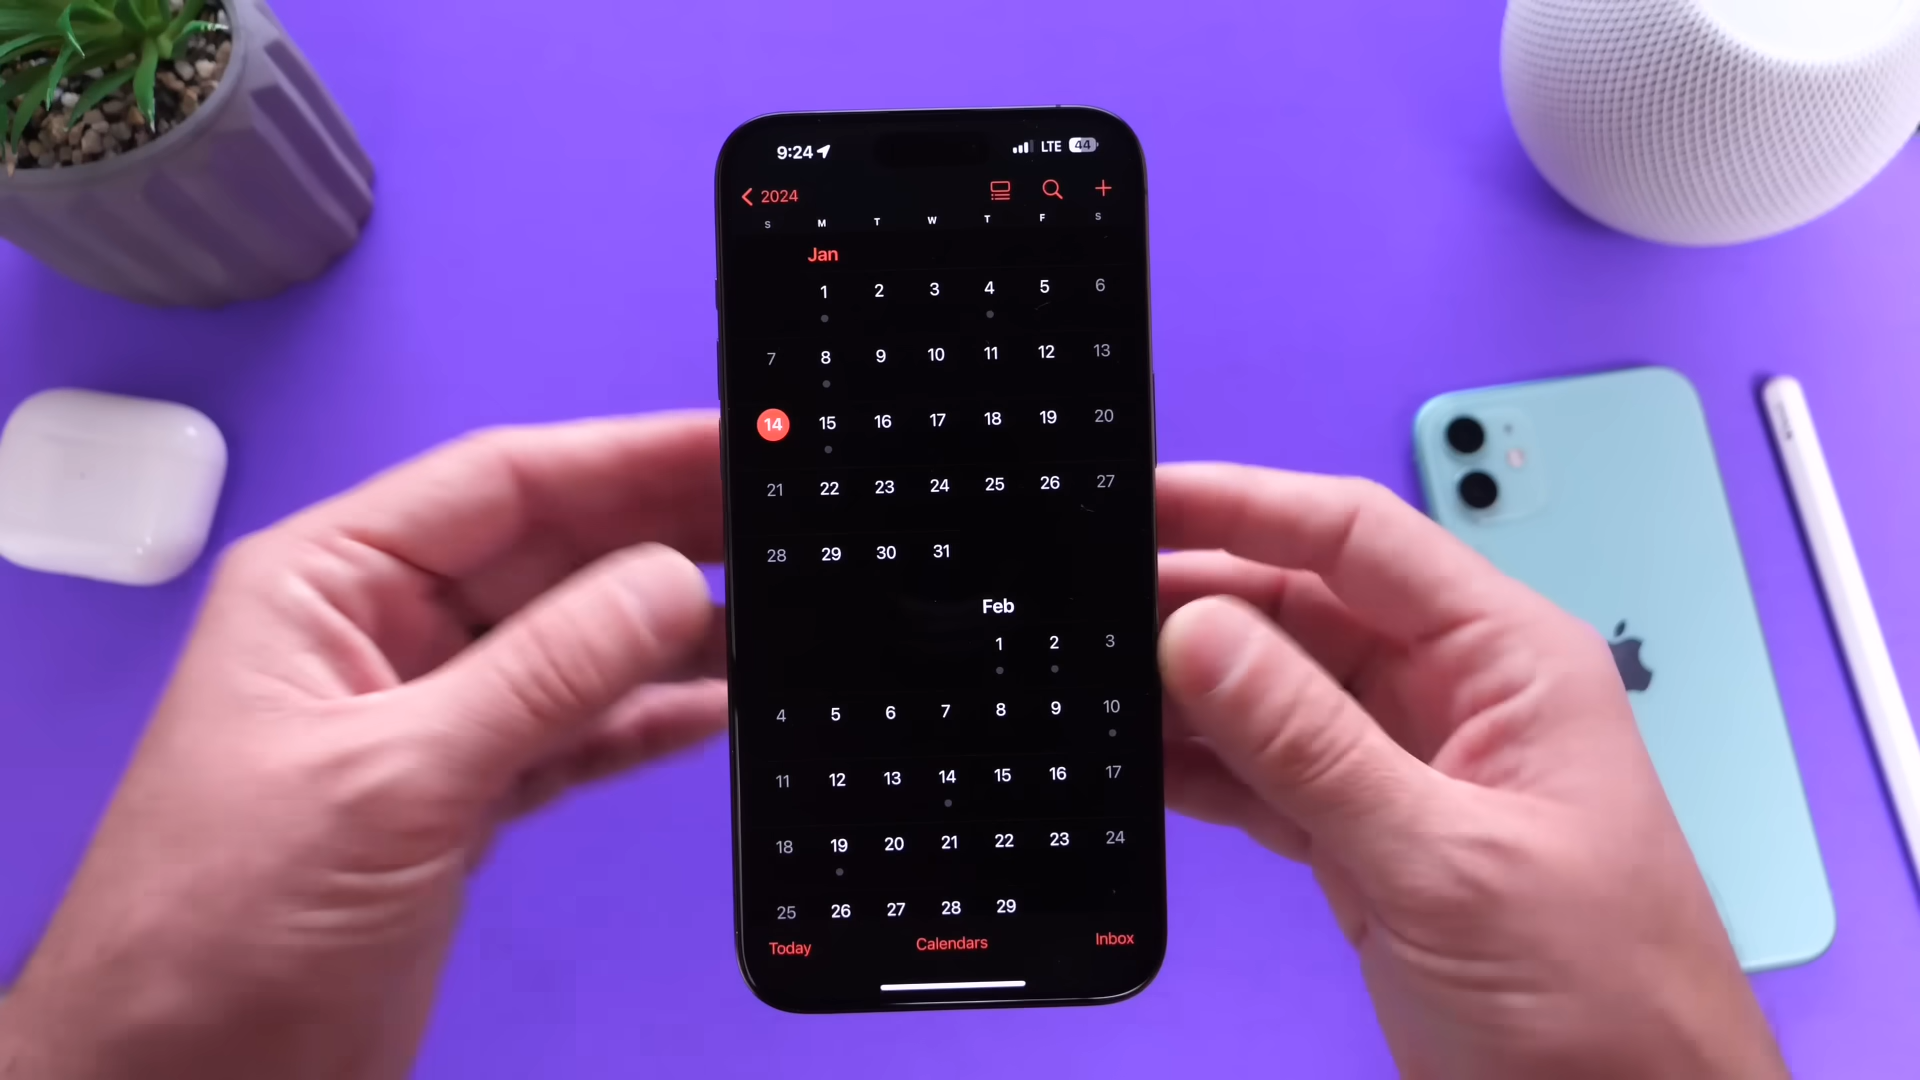 9:24 LTE 44
2024
S M T W T F S
Jan
1 2 3 4 5 6
7 8 9 10 11 12 13
14 15 16 17 18 19 20
21 22 23 24 25 26 27
28 29 30 31
Feb
1 2 3
4 5 6 7 8 9 10
11 12 13 14 15 16 17
18 19 20 21 22 23 24
25 26 27 28 29
Today Calendars Inbox